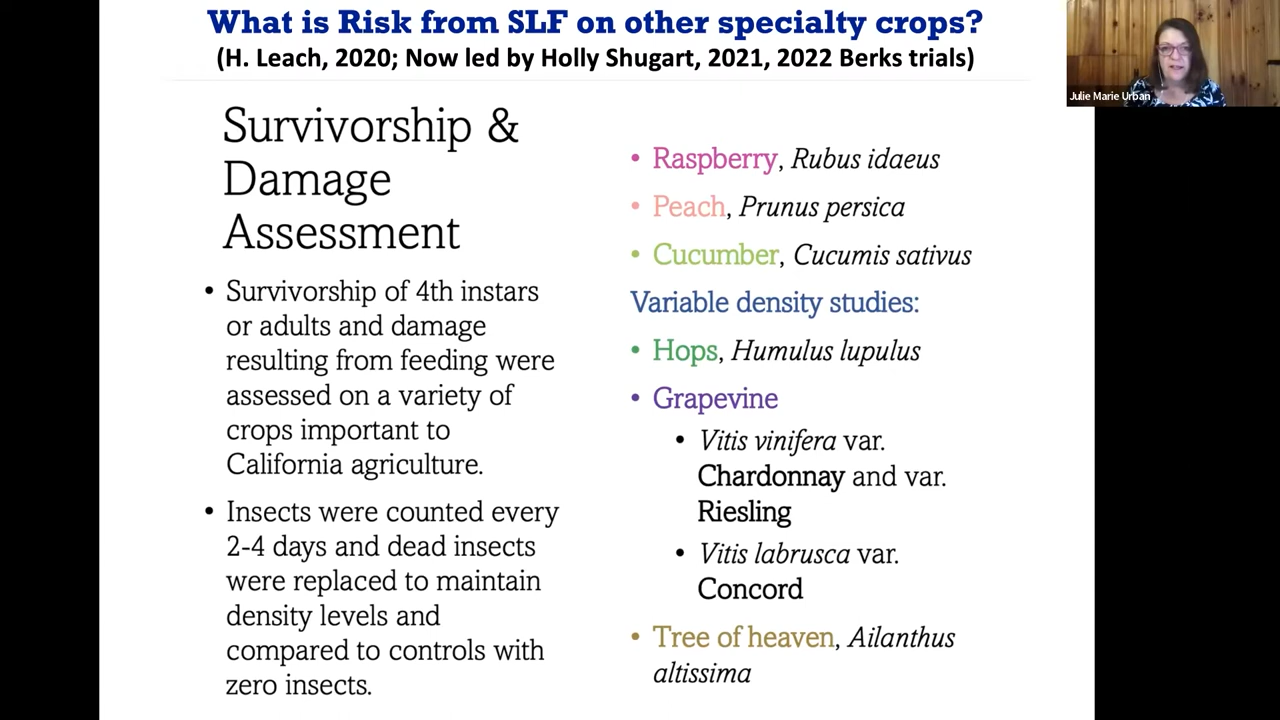 What is Risk from SLF on other specialty crops?
(H. Leach, 2020; Now led by Holly Shugart, 2021, 2022 Berks trials)
Julie Marie Urban
Survivorship &
Damage
Assessment
• Survivorship of 4th instars
or adults and damage
resulting from feeding were
assessed on a variety of
crops important to
California agriculture.
• Insects were counted every
2-4 days and dead insects
were replaced to maintain
density levels and
compared to controls with
zero insects.
• Raspberry, Rubus idaeus
• Peach, Prunus persica
• Cucumber, Cucumis sativus
Variable density studies:
• Hops, Humulus lupulus
• Grapevine
• Vitis vinifera var.
Chardonnay and var.
Riesling
• Vitis labrusca var.
Concord
• Tree of heaven, Ailanthus
altissima